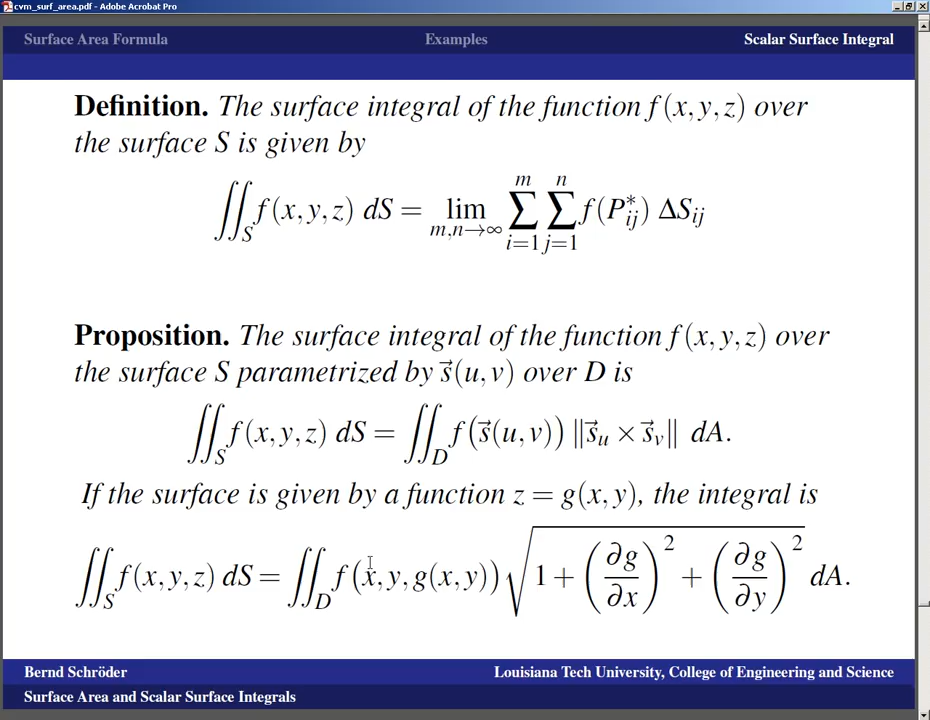 cvm_surf_area.pdf - Adobe Acrobat Pro
Surface Area Formula Examples Scalar Surface Integral
Definition. The surface integral of the function f(x,y,z) over
the surface S is given by
∬_S f(x,y,z) dS = lim_{m,n→∞} ∑_{i=1}^{m} ∑_{j=1}^{n} f(P*_{ij}) ΔS_{ij}
Proposition. The surface integral of the function f(x,y,z) over
the surface S parametrized by s⃗(u,v) over D is
∬_S f(x,y,z) dS = ∬_D f(s⃗(u,v)) ‖s⃗_u × s⃗_v‖ dA.
If the surface is given by a function z = g(x,y), the integral is
∬_S f(x,y,z) dS = ∬_D f(x,y,g(x,y)) √(1 + (∂g/∂x)² + (∂g/∂y)²) dA.
Bernd Schröder Louisiana Tech University, College of Engineering and Science
Surface Area and Scalar Surface Integrals